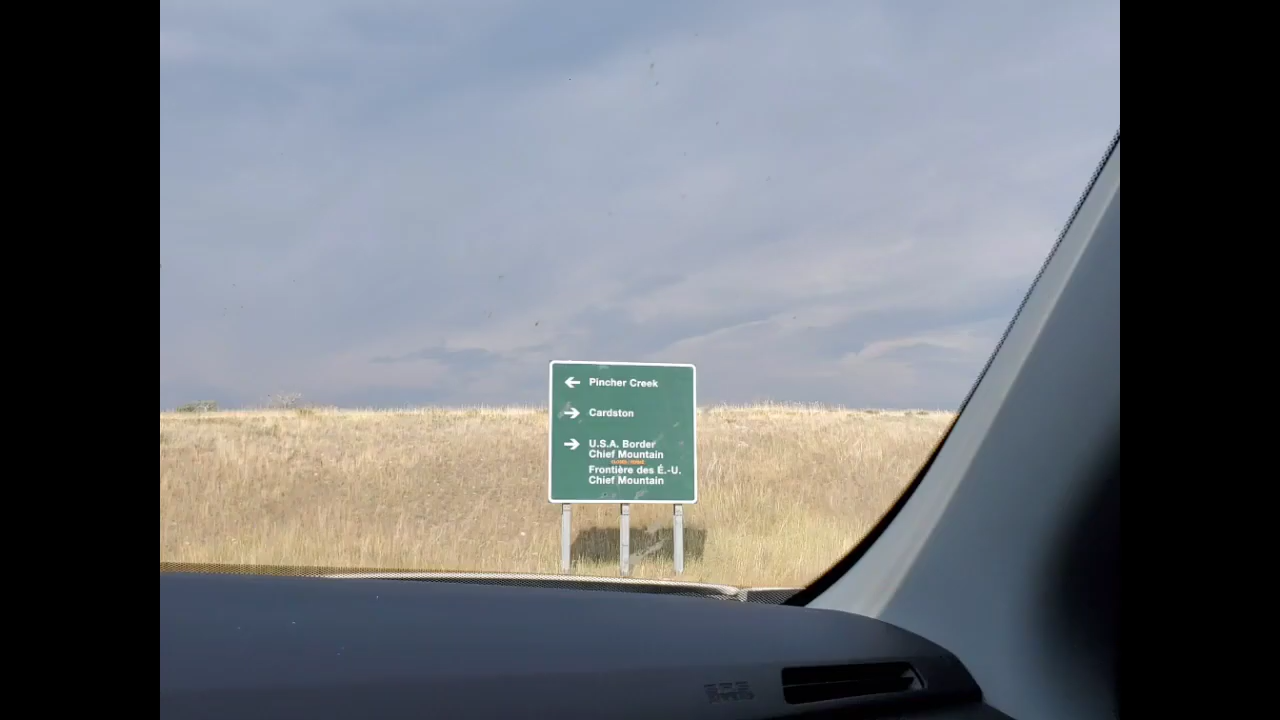 ← Pincher Creek
→ Cardston
→ U.S.A. Border
Chief Mountain
Frontière des É.-U.
Chief Mountain